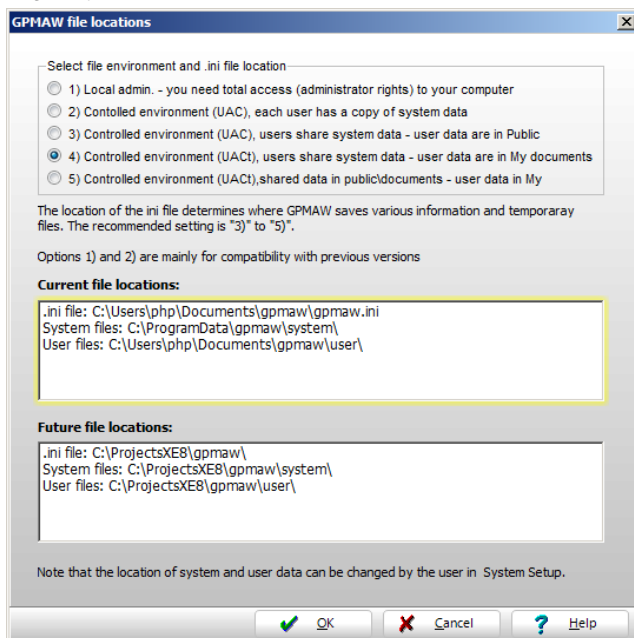 GPMAW file locations
Select file environment and .ini file location
1) Local admin. - you need total access (administrator rights) to your computer
2) Contolled environment (UAC), each user has a copy of system data
3) Controlled environment (UAC), users share system data - user data are in Public
4) Controlled environment (UACt), users share system data - user data are in My documents
5) Controlled environment (UACt),shared data in public\documents - user data in My
The location of the ini file determines where GPMAW saves various information and temporaray
files. The recommended setting is "3)" to "5)".
Options 1) and 2) are mainly for compatibility with previous versions
Current file locations:
.ini file: C:\Users\php\Documents\gpmaw\gpmaw.ini
System files: C:\ProgramData\gpmaw\system\
User files: C:\Users\php\Documents\gpmaw\user\
Future file locations:
.ini file: C:\ProjectsXE8\gpmaw\
System files: C:\ProjectsXE8\gpmaw\system\
User files: C:\ProjectsXE8\gpmaw\user\
Note that the location of system and user data can be changed by the user in  System Setup.
OK Cancel ? Help